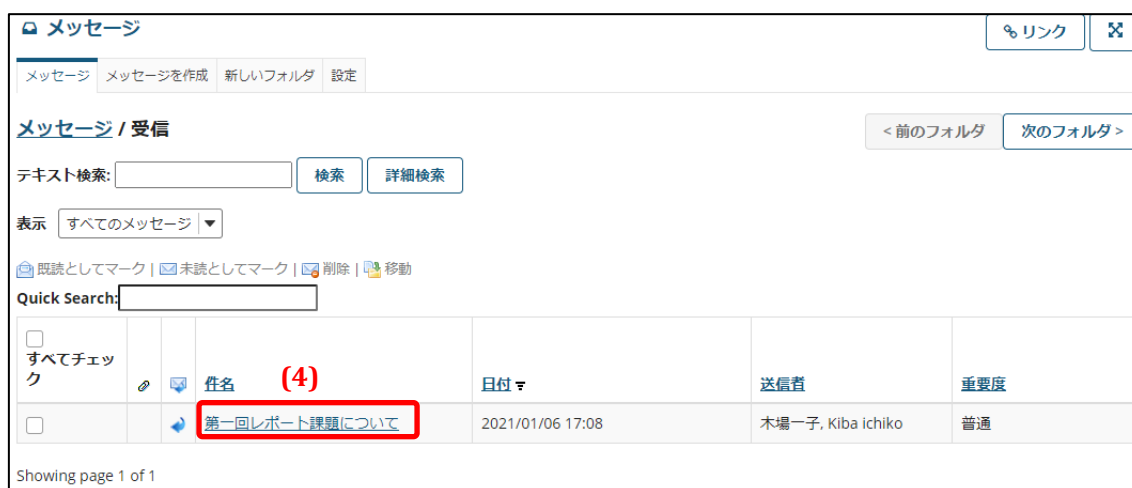 メッセージ
リンク
メッセージ メッセージを作成 新しいフォルダ 設定
メッセージ / 受信
< 前のフォルダ 次のフォルダ >
テキスト検索: 検索 詳細検索
表示 すべてのメッセージ
既読としてマーク | 未読としてマーク | 削除 | 移動
Quick Search:
すべてチェッ
ク 件名 (4) 日付 送信者 重要度
第一回レポート課題について 2021/01/06 17:08 木場一子, Kiba ichiko 普通
Showing page 1 of 1